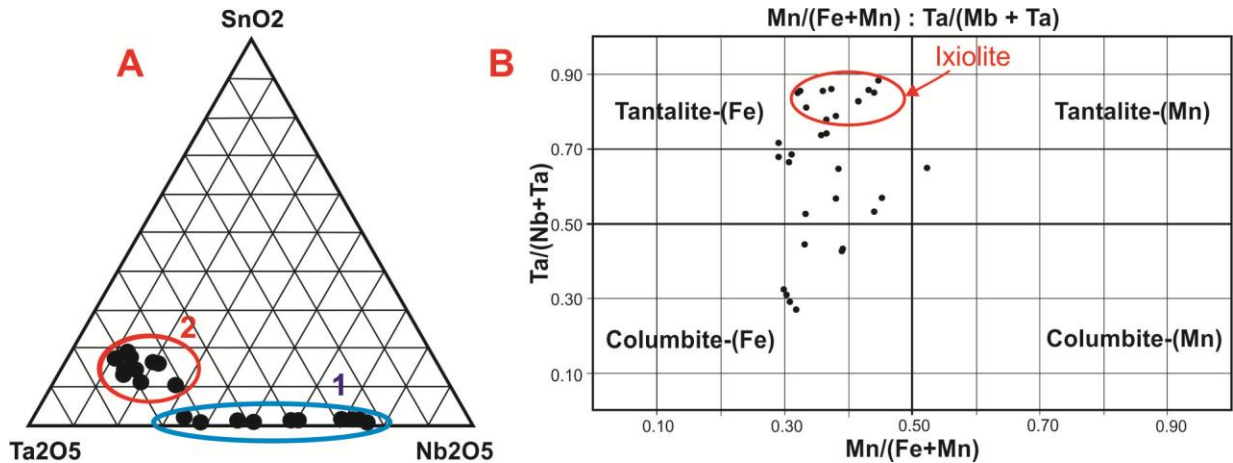 SnO2
A
2
1
Ta2O5
Nb2O5
B
Mn/(Fe+Mn) : Ta/(Mb + Ta)
Ixiolite
Tantalite-(Fe)
Tantalite-(Mn)
Columbite-(Fe)
Columbite-(Mn)
Ta/(Nb+Ta)
0.90
0.70
0.50
0.30
0.10
0.10
0.30
0.50
0.70
0.90
Mn/(Fe+Mn)